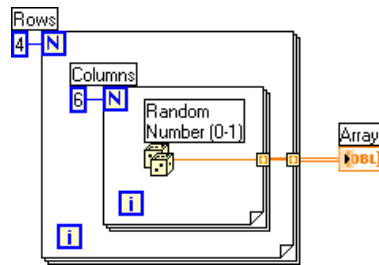 Rows
4 N
Columns
6 N
Random
Number (0-1)
Array
DBL
i
i